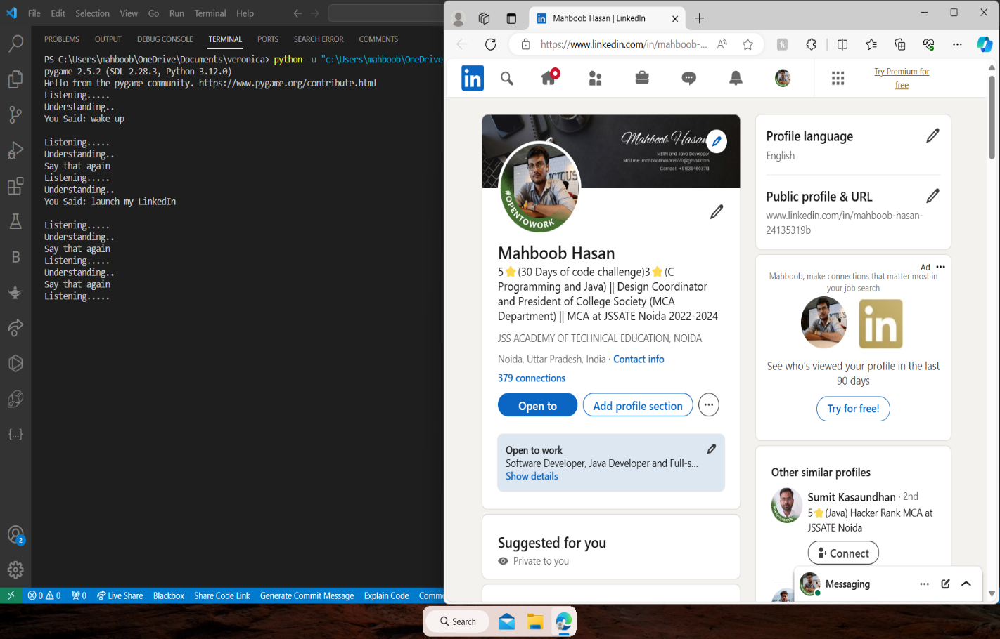 File Edit Selection View Go Run Terminal Help
PROBLEMS OUTPUT DEBUG CONSOLE TERMINAL PORTS SEARCH ERROR COMMENTS
PS C:\Users\mahboob\OneDrive\Documents\veronica> python -u "c:\Users\mahboob\OneDrive
pygame 2.5.2 (SDL 2.28.3, Python 3.12.0)
Hello from the pygame community. https://www.pygame.org/contribute.html
Listening.....
Understanding..
You Said: wake up
Listening.....
Understanding..
Say that again
Listening.....
Understanding..
You Said: launch my LinkedIn
Listening.....
Understanding..
Say that again
Listening.....
Understanding..
Say that again
Listening.....
2
0 0 0 Live Share Blackbox Share Code Link Generate Commit Message Explain Code Comme
Mahboob Hasan | LinkedIn
https://www.linkedin.com/in/mahboob-...
in
Try Premium for
free
Mahboob Hasan
MERN and Java Developer
Mail me: mahboobhasan8770@gmail.com
Contact: +916394603713
#OPENTOWORK
Mahboob Hasan
5⭐(30 Days of code challenge)3⭐(C
Programming and Java) || Design Coordinator
and President of College Society (MCA
Department) || MCA at JSSATE Noida 2022-2024
JSS ACADEMY OF TECHNICAL EDUCATION, NOIDA
Noida, Uttar Pradesh, India · Contact info
379 connections
Open to Add profile section
Open to work
Software Developer, Java Developer and Full-s...
Show details
Suggested for you
Private to you
Profile language
English
Public profile & URL
www.linkedin.com/in/mahboob-hasan-
24135319b
Ad
Mahboob, make connections that matter most in
your job search
in
See who's viewed your profile in the last
90 days
Try for free!
Other similar profiles
Sumit Kasaundhan · 2nd
5⭐(Java) Hacker Rank MCA at
JSSATE Noida
Connect
Messaging
Search